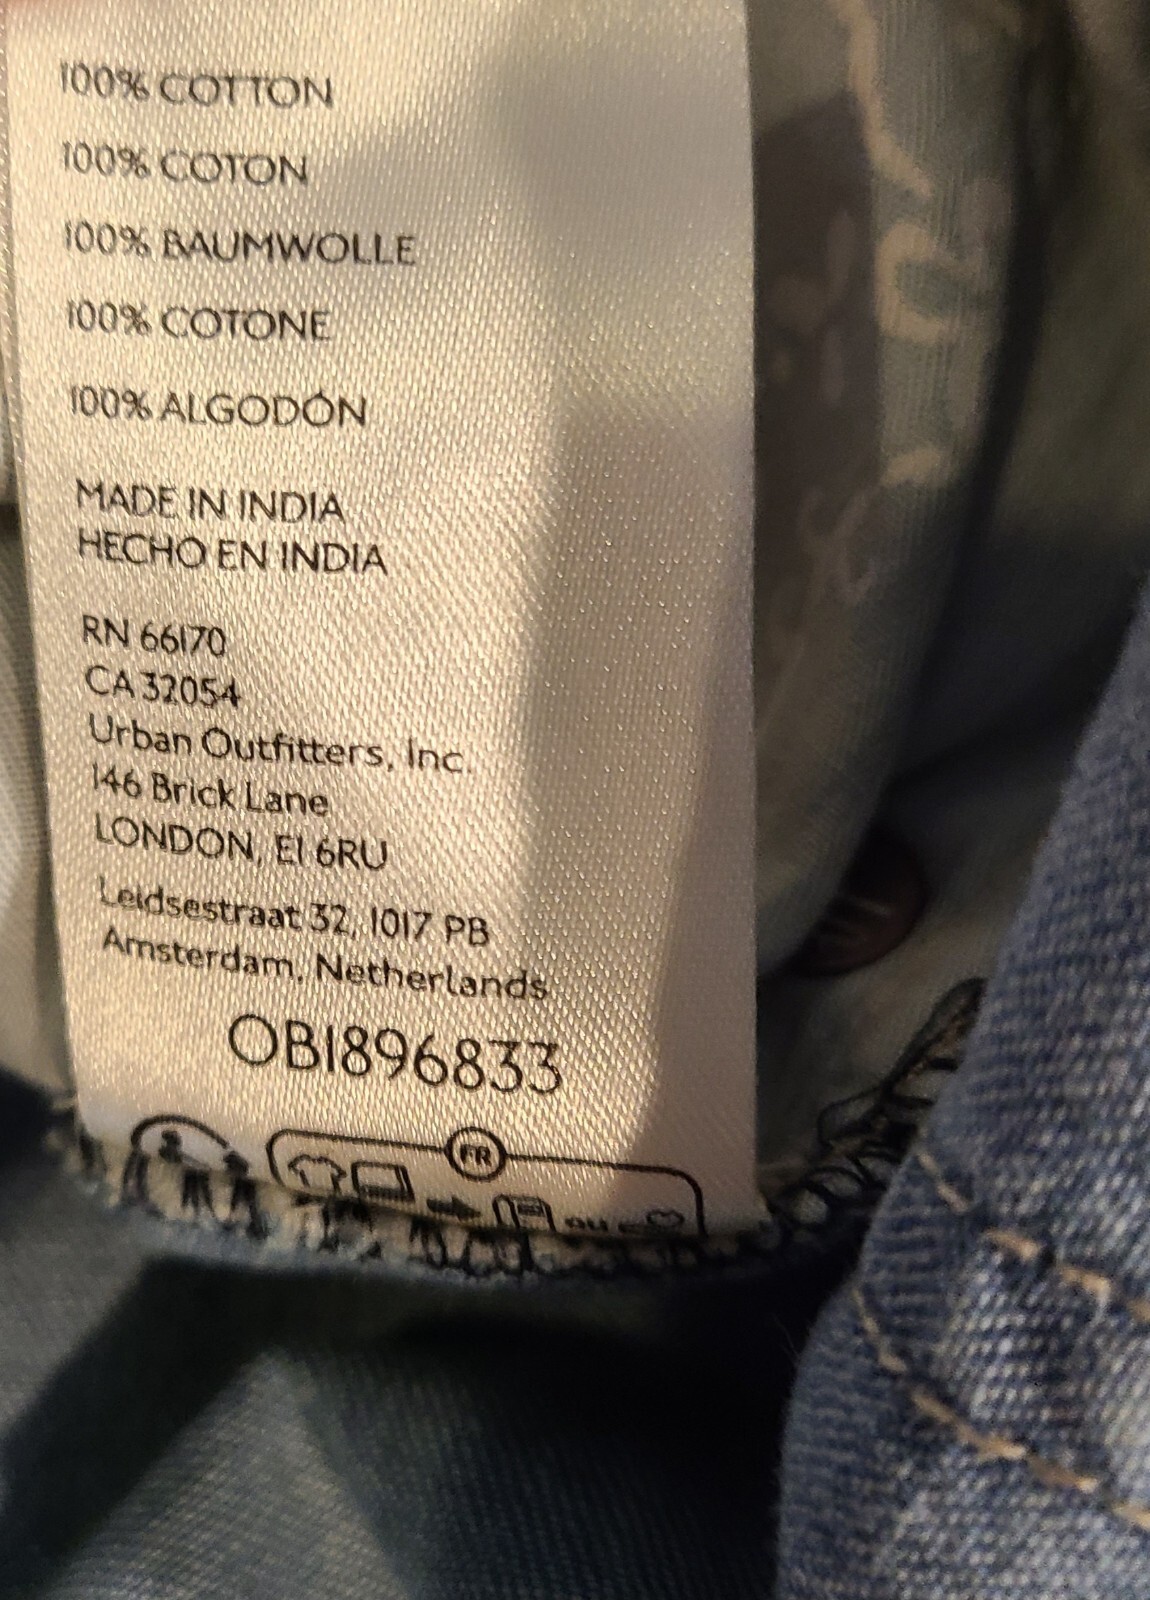 100% COTTON
100% COTON
100% BAUMWOLLE
100% COTONE
100% ALGODÓN
MADE IN INDIA
HECHO EN INDIA
RN 66170
CA 32054
Urban Outfitters, Inc.
146 Brick Lane
LONDON, E1 6RU
Leidsestraat 32, 1017 PB
Amsterdam, Netherlands
OB1896833
FR
ou